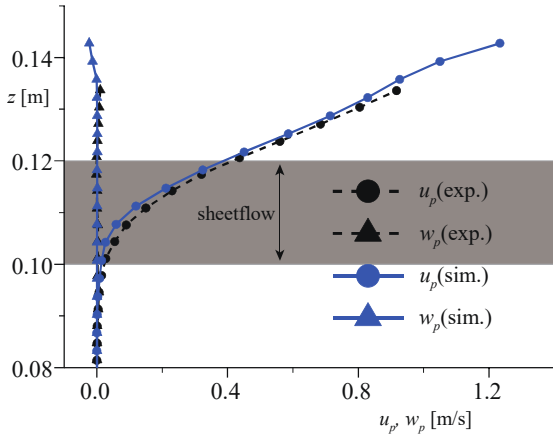 0.14
z [m]
0.12
u_p(exp.)
sheetflow
w_p(exp.)
0.10
u_p(sim.)
w_p(sim.)
0.08
0.0 0.4 0.8 1.2
u_p, w_p [m/s]